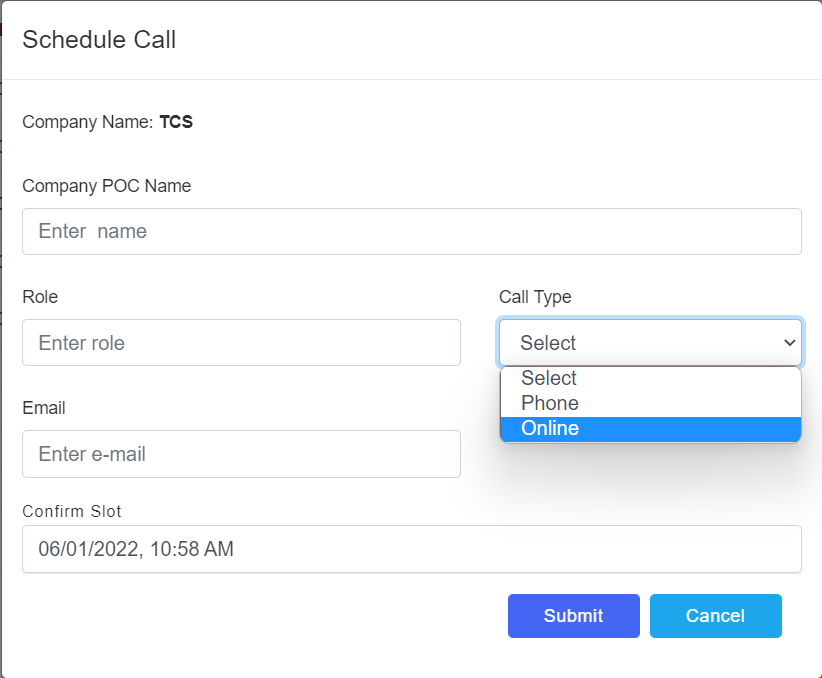 Schedule Call
Company Name: TCS
Company POC Name
Enter  name
Role
Call Type
Enter role
Select
Select
Phone
Online
Email
Enter e-mail
Confirm Slot
06/01/2022, 10:58 AM
Submit
Cancel